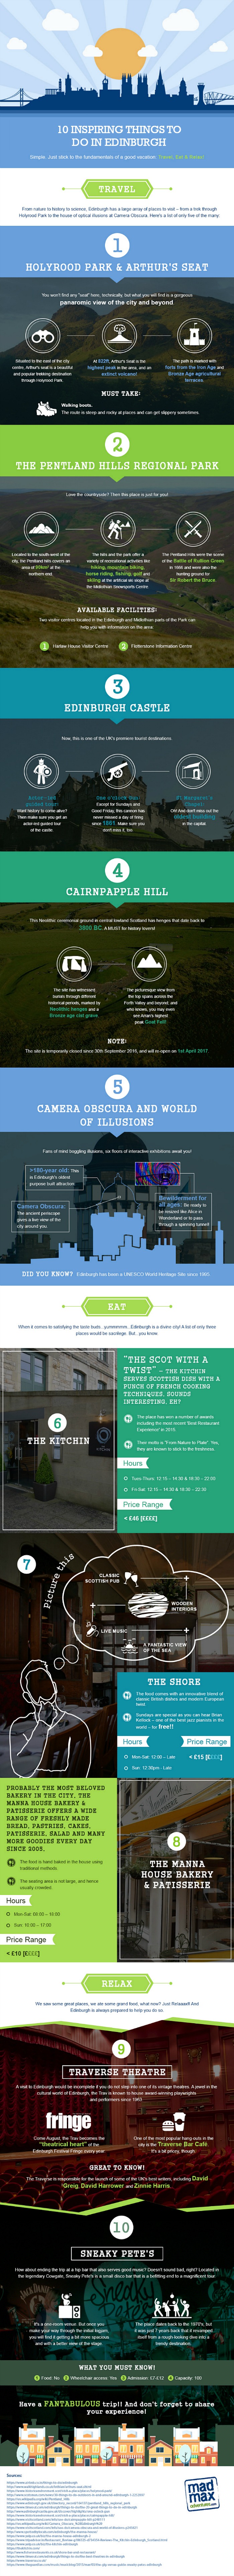 10 INSPIRING THINGS TO
DO IN EDINBURGH
Simple. Just stick to the fundamentals of a good vacation: Travel, Eat & Relax!
TRAVEL
From nature to history to science, Edinburgh has a large array of places to visit – from a link through
Holyrood Park to the house of optical illusions at Camera Obscura. Here's a list of only five of the many.
1
HOLYROOD PARK & ARTHUR'S SEAT
You won't find any "seat" here, technically, but what you will find is a gorgeous
panaromic view of the city and beyond
Situated to the east of the city
centre, Arthur's seat is a beautiful
and popular trekking destination
through Holyrood Park.
At 822ft, Arthur's Seat is the
highest peak in the area, and an
extinct volcano!
The path is marked with
forts from the Iron Age and
Bronze Age agricultural
terraces.
MUST TAKE:
Walking boots.
The route is steep and rocky at places and can get slippery sometimes.
2
THE PENTLAND HILLS REGIONAL PARK
Love the countryside? Then this place is just for you!
Located to the south-west of the
city, the Pentland Hills covers an
area of 90km² at the
northern end.
The hills and the park offer a
variety of recreational activities like
hiking, mountain biking,
horse riding, fishing, golf and
skiing at the artificial ski slope at
the Midlothian Snowsports Centre
The Pentland Hills were the scene
of the Battle of Rullion Green
in 1666 and were also the
hunting ground for
Sir Robert the Bruce.
AVAILABLE FACILITIES:
Two visitor centres located in the Edinburgh and Midlothian parts of the Park can
help you with information on the area:
1 Harlaw House Visitor Centre
2 Flotterstone Information Centre
3
EDINBURGH CASTLE
Now, this is one of the UK's premiere tourist destinations.
Actor-led
guided tour:
Want history to come alive?
Then make sure you get an
actor-led guided tour
of the castle.
One o'clock Gun:
Except for Sundays and
Good Friday, this cannon has
never missed a day of firing
since 1861. Make sure you
don't miss it, too.
St Margaret's
Chapel:
Oh! And don't miss out the
oldest building
in the capital.
4
CAIRNPAPPLE HILL
This Neolithic ceremonial ground in central lowland Scotland has henges that date back to
3800 BC. A MUST for history lovers!
The site has witnessed
burials through different
historical periods, marked by
Neolithic henges and a
Bronze age cist grave.
The picturesque view from
the top spans across the
Forth Valley and beyond, and
who knows, you may even
see Arran's highest
peak Goat Fell!
NOTE:
The site is temporarily closed since 30th September 2016, and will re-open on 1st April 2017.
5
CAMERA OBSCURA AND WORLD
OF ILLUSIONS
Fans of mind boggling illusions, six floors of interactive exhibitions await you!
>180-year old: This
is Edinburgh's oldest
purpose built attraction
Camera Obscura:
The ancient periscope
gives a live view of the
city around you.
Bewilderment for
all ages: Be ready to
be resized like Alice in
Wonderland or to pass
through a spinning tunnel!
DID YOU KNOW? Edinburgh has been a UNESCO World Heritage Site since 1995.
EAT
When it comes to satisfying the taste buds…yummmmm…Edinburgh is a divine city! A list of only three
places would be sacrilege. But.. you know.
6
THE KITCHIN
"THE SCOT WITH A
TWIST" – THE KITCHIN
SERVES SCOTTISH DISH WITH A
PUNCH OF FRENCH COOKING
TECHNIQUES. SOUNDS
INTERESTING, EH?
The place has won a number of awards
including the most recent 'Best Restaurant
Experience' in 2015.
Their motto is "From Nature to Plate". Yes,
they are known to stick to the freshness.
Hours
Tues-Thurs: 12:15 – 14:30 & 18:30 – 22:00
Fri-Sat: 12:15 – 14:30 & 18:30 – 22:30
Price Range
< £46 [££££]
7
Picture this
CLASSIC
SCOTTISH PUB
WOODEN
INTERIORS
LIVE MUSIC
A FANTASTIC VIEW
OF THE SEA
THE SHORE
The food comes with an innovative blend of
classic British dishes and modern European
twist
Sundays are special as you can hear Brian
Kellock – one of the best jazz pianists in the
world – for free!!
Hours
Mon-Sat: 12:00 – Late
Sun: 12:30pm - Late
Price Range
< £15 [££££]
PROBABLY THE MOST BELOVED
BAKERY IN THE CITY, THE
MANNA HOUSE BAKERY &
PATISSERIE OFFERS A WIDE
RANGE OF FRESHLY MADE
BREAD, PASTRIES, CAKES,
PATISSERIE, SALAD AND MANY
MORE GOODIES EVERY DAY
SINCE 2005.
The food is hand baked in the house using
traditional methods.
The seating area is not large, and hence
usually crowded.
Hours
Mon-Sat: 08:00 – 18:00
Sun: 10:00 – 17:00
Price Range
< £10 [££££]
8
THE MANNA
HOUSE BAKERY
& PATISSERIE
RELAX
We saw some great places, we ate some grand food, what now? Just Relaaaax!! And
Edinburgh is always prepared to help you do so.
9
TRAVERSE THEATRE
A visit to Edinburgh would be incomplete if you do not step into one of its vintage theatres. A jewel in the
cultural world of Edinburgh, the Trav is known to house in award-winning playwrights
and performers since 1963.
fringe
Come August, the Trav becomes the
"theatrical heart" of the
Edinburgh Festival Fringe every year.
One of the most popular hang-outs in the
city is the Traverse Bar Café.
It's a bit pricey, though.
GREAT TO KNOW!
The Traverse is responsible for the launch of some of the UK's best writers, including David
Greig, David Harrower and Zinnie Harris.
10
SNEAKY PETE'S
How about ending the trip at a hip bar that also serves good music? Doesn't sound bad, right? Located in
the legendary Cowgate, Sneaky Pete's is a small disco bar that is a befitting end to a magnificent trip.
It's a one-room venue. But once you
make your way through the initial biggies,
you will find it getting a bit more spacious
and with a better view of the stage.
The place dates back to the 1970's, but
it was just 7 years back that it revamped
itself from a rough-looking dive into a
trendy destination.
WHAT YOU MUST KNOW!
1 Food: No
2 Wheelchair access: Yes
3 Admission: £7-£12
4 Capacity: 100
Have a FANTABULOUS trip!! And don't forget to share
your experience!
Sources:
mad
max
adventures